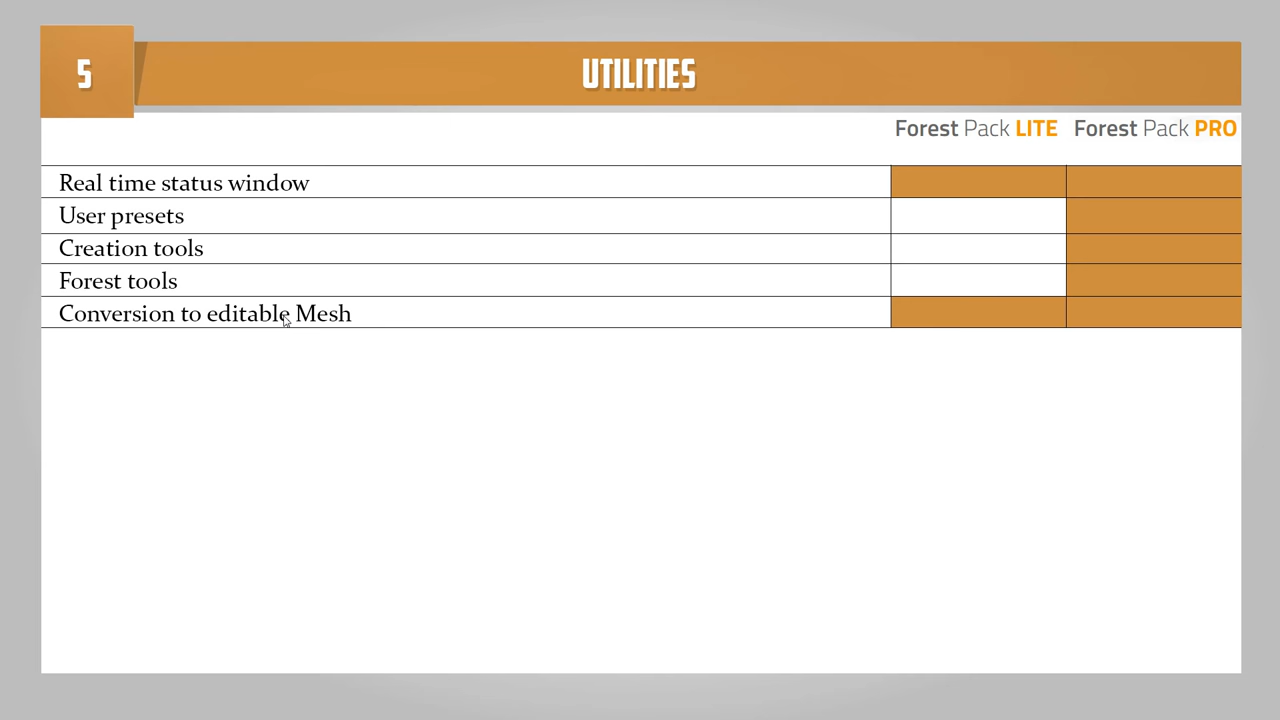 5
UTILITIES
Forest Pack LITE Forest Pack PRO
Real time status window
User presets
Creation tools
Forest tools
Conversion to editable Mesh